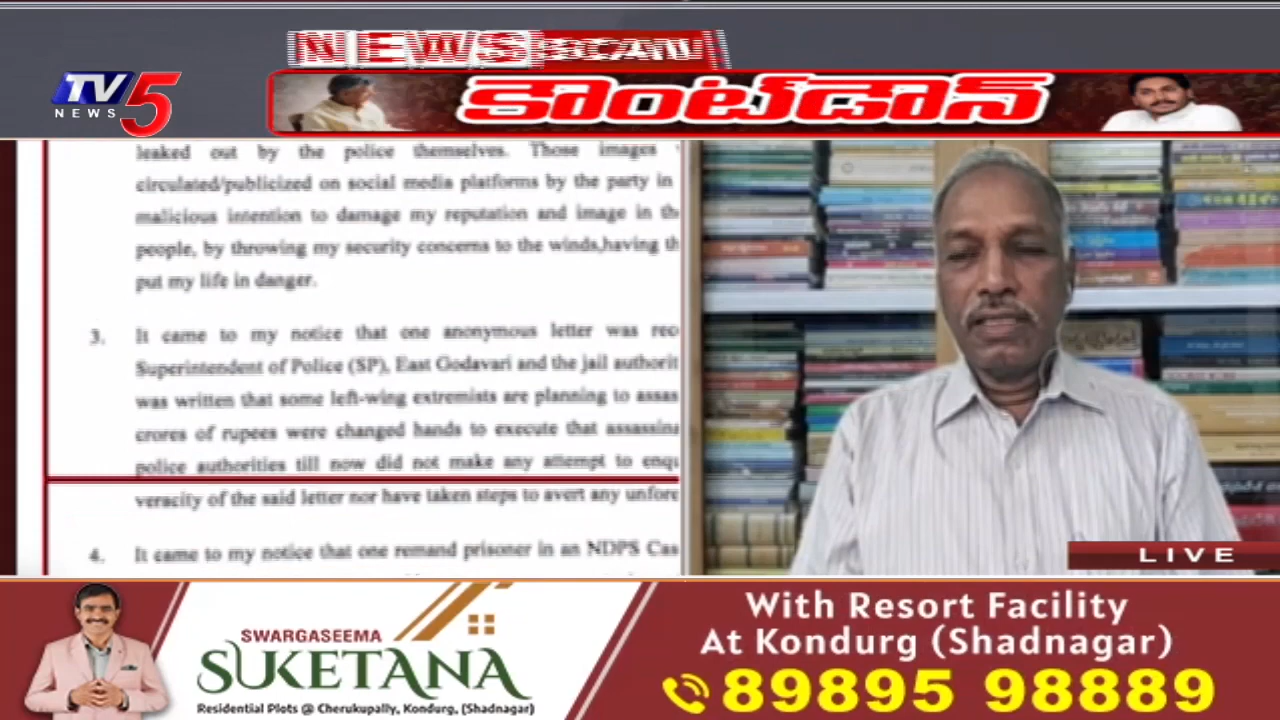 NEWS SCAN
TV5
NEWS
కౌంట్‌డౌన్
leaked out by the police themselves. Those images
circulated/publicized on social media platforms by the party in
malicious intention to damage my reputation and image in th
people, by throwing my security concerns to the winds,having th
put my life in danger.
3. It came to my notice that one anonymous letter was rec
Superintendent of Police (SP), East Godavari and the jail authorit
was written that some left-wing extremists are planning to assas
crores of rupees were changed hands to execute that assassina
police authorities till now did not make any attempt to enqu
veracity of the said letter nor have taken steps to avert any unfore
4. It came to my notice that one remand prisoner in an NDPS Cas
LIVE
SWARGASEEMA
SUKETANA
Residential Plots @ Cherukupally, Kondurg, (Shadnagar)
With Resort Facility
At Kondurg (Shadnagar)
89895 98889